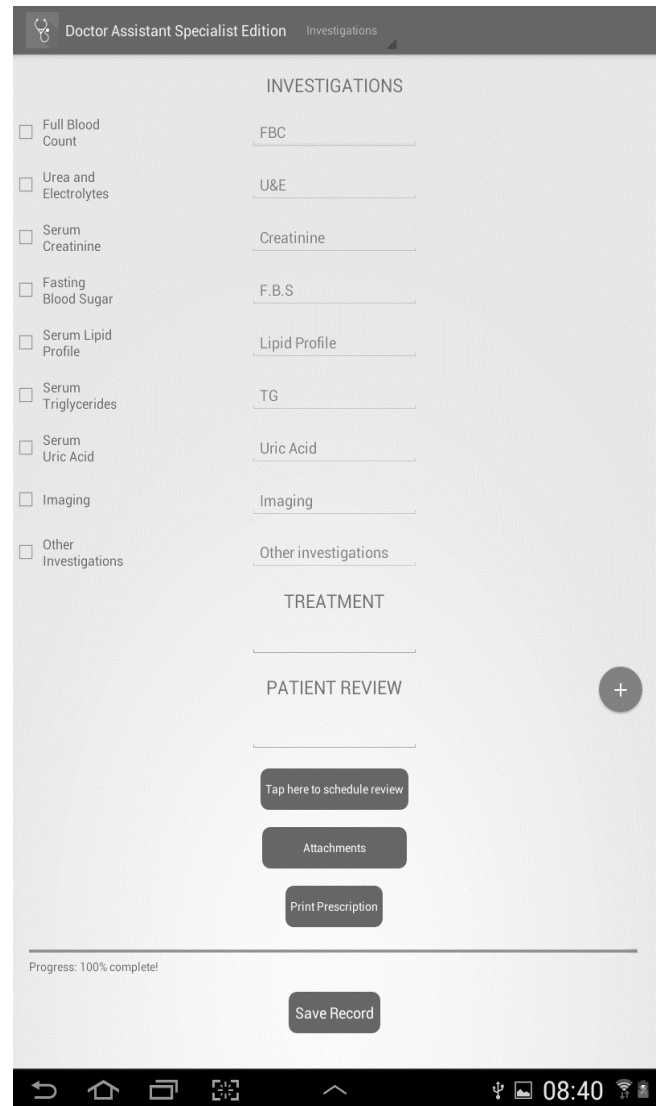 Doctor Assistant Specialist Edition Investigations
INVESTIGATIONS
Full Blood
Count
FBC
Urea and
Electrolytes
U&E
Serum
Creatinine
Creatinine
Fasting
Blood Sugar
F.B.S
Serum Lipid
Profile
Lipid Profile
Serum
Triglycerides
TG
Serum
Uric Acid
Uric Acid
Imaging
Imaging
Other
Investigations
Other investigations
TREATMENT
PATIENT REVIEW
+
Tap here to schedule review
Attachments
Print Prescription
Progress: 100% complete!
Save Record
08:40